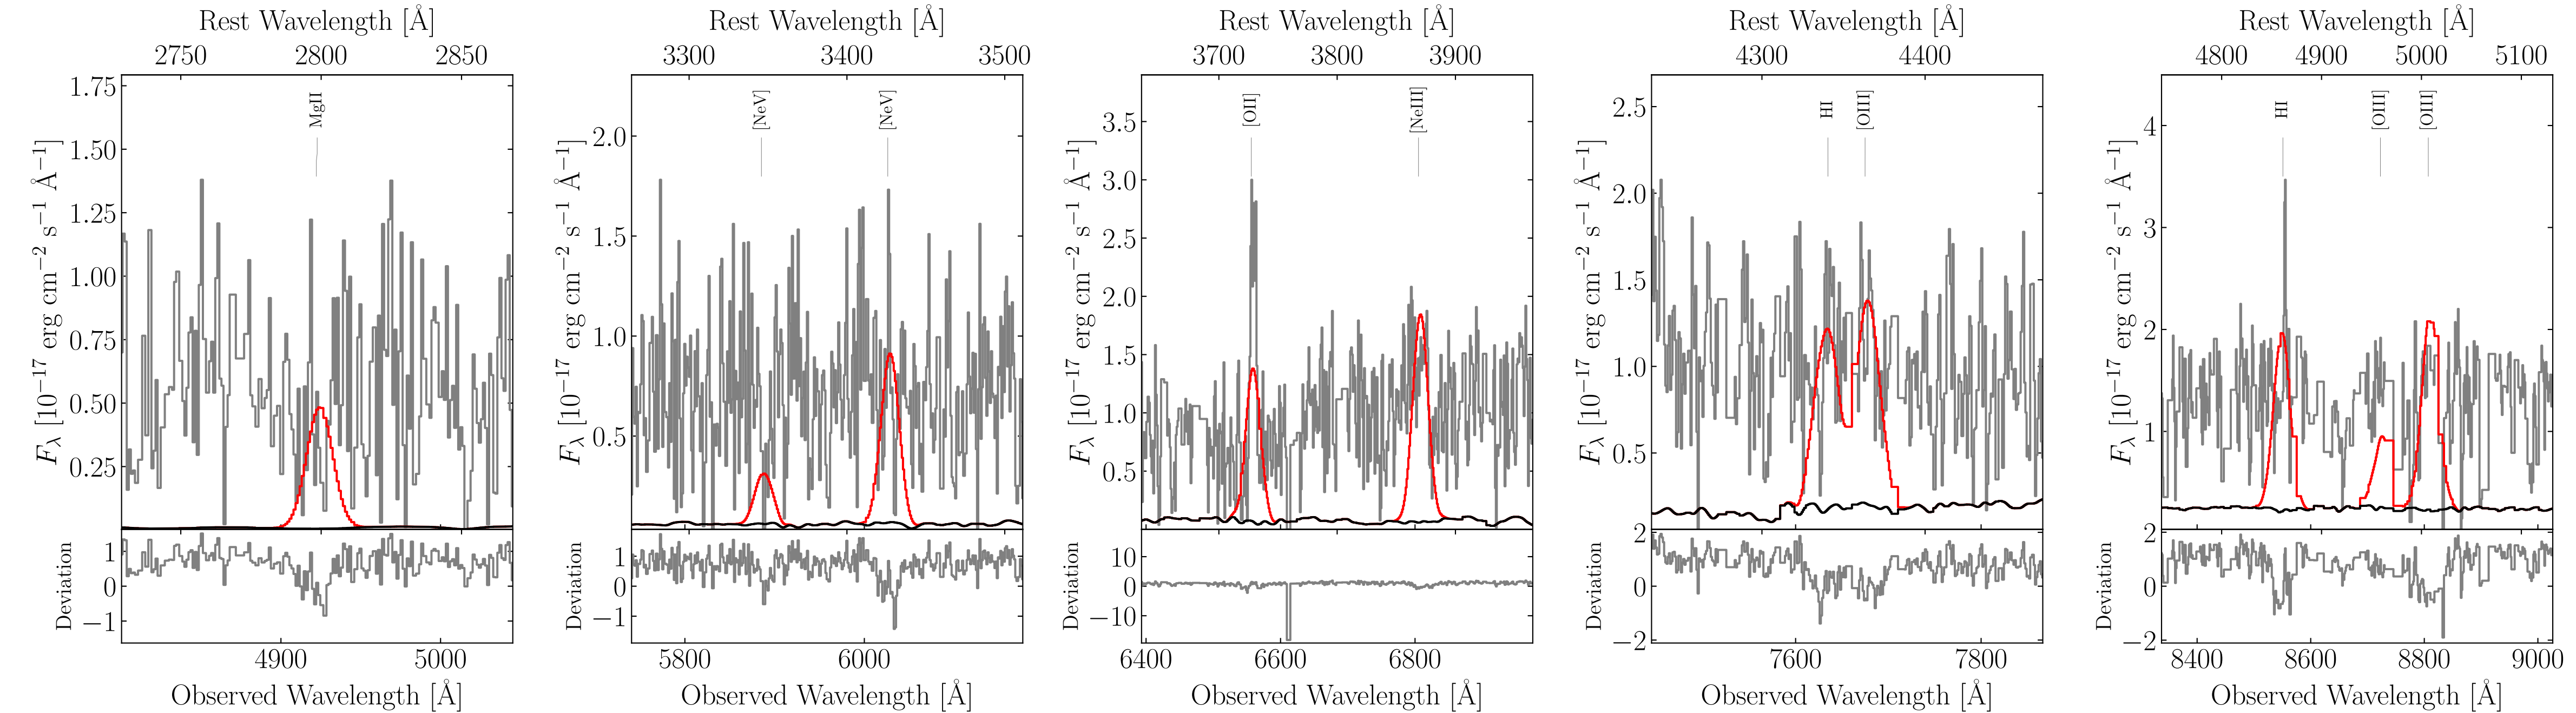 Rest Wavelength [Å]
2750 2800 2850
1.75
1.50
1.25
1.00
0.75
0.50
0.25
F_λ [10⁻¹⁷ erg cm⁻² s⁻¹ Å⁻¹]
MgII
Deviation
1
0
−1
4900 5000
Observed Wavelength [Å]
Rest Wavelength [Å]
3300 3400 3500
2.0
1.5
1.0
0.5
F_λ [10⁻¹⁷ erg cm⁻² s⁻¹ Å⁻¹]
[NeV] [NeV]
Deviation
1
0
−1
5800 6000
Observed Wavelength [Å]
Rest Wavelength [Å]
3700 3800 3900
3.5
3.0
2.5
2.0
1.5
1.0
0.5
F_λ [10⁻¹⁷ erg cm⁻² s⁻¹ Å⁻¹]
[OII] [NeIII]
Deviation
10
0
−10
6400 6600 6800
Observed Wavelength [Å]
Rest Wavelength [Å]
4300 4400
2.5
2.0
1.5
1.0
0.5
F_λ [10⁻¹⁷ erg cm⁻² s⁻¹ Å⁻¹]
HI [OIII]
Deviation
2
0
−2
7600 7800
Observed Wavelength [Å]
Rest Wavelength [Å]
4800 4900 5000 5100
4
3
2
1
F_λ [10⁻¹⁷ erg cm⁻² s⁻¹ Å⁻¹]
HI [OIII] [OIII]
Deviation
2
0
−2
8400 8600 8800 9000
Observed Wavelength [Å]